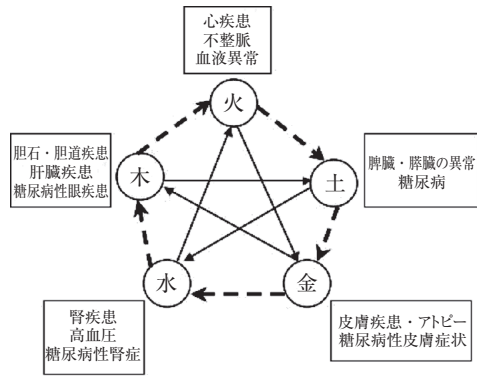 心疾患
不整脈
血液異常
火
胆石・胆道疾患
肝臓疾患
糖尿病性眼疾患
木
土
脾臓・膵臓の異常
糖尿病
水
金
腎疾患
高血圧
糖尿病性腎症
皮膚疾患・アトピー
糖尿病性皮膚症状